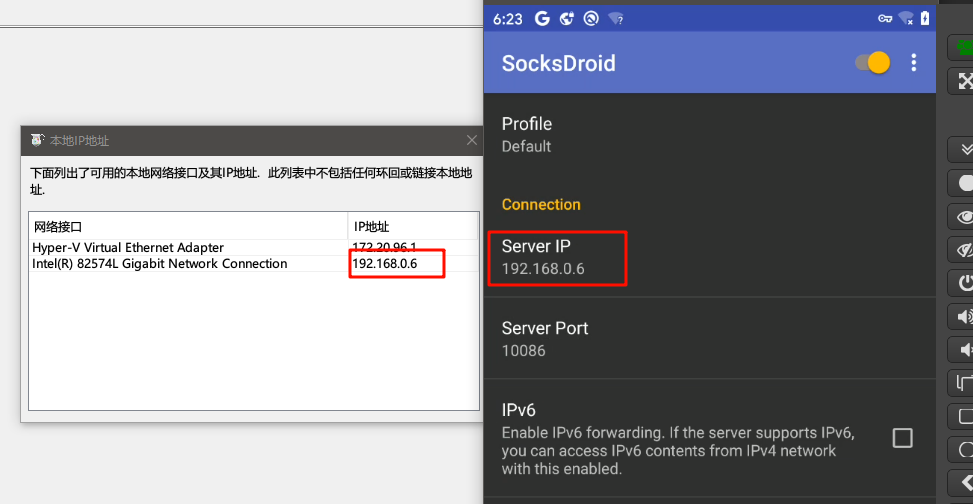 本地IP地址
下面列出了可用的本地网络接口及其IP地址. 此列表中不包括任何环回或链接本地地
址.
网络接口 IP地址
Hyper-V Virtual Ethernet Adapter 172.20.96.1
Intel(R) 82574L Gigabit Network Connection 192.168.0.6
6:23
SocksDroid
Profile
Default
Connection
Server IP
192.168.0.6
Server Port
10086
IPv6
Enable IPv6 forwarding. If the server supports IPv6,
you can access IPv6 contents from IPv4 network
with this enabled.